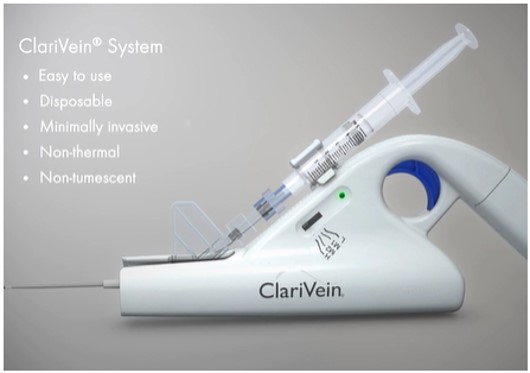 ClariVein® System
• Easy to use
• Disposable
• Minimally invasive
• Non-thermal
• Non-tumescent
ClariVein®